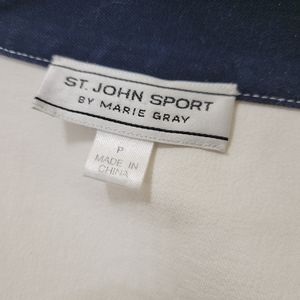 ST. JOHN SPORT
BY MARIE GRAY
P
MADE IN
CHINA